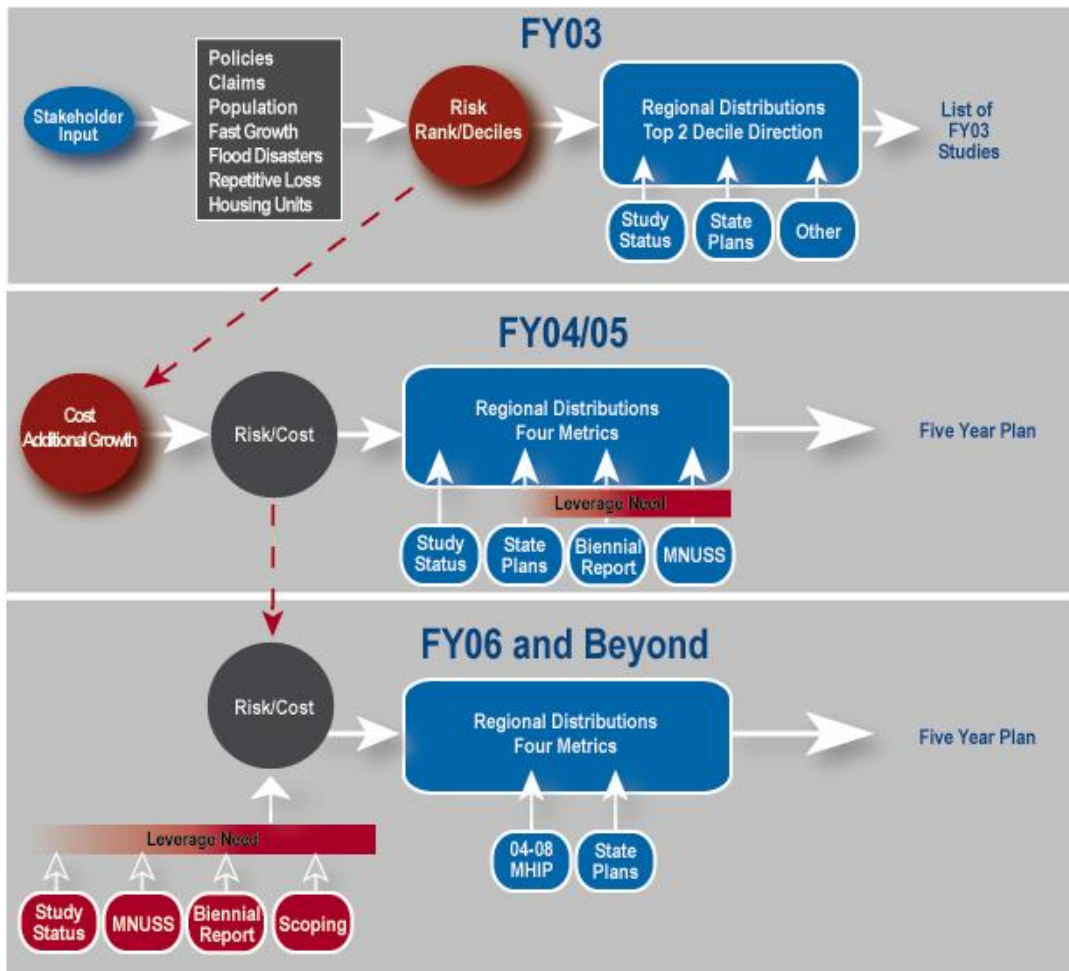 FY03
Stakeholder
Input
Policies
Claims
Population
Fast Growth
Flood Disasters
Repetitive Loss
Housing Units
Risk
Rank/Deciles
Regional Distributions
Top 2 Decile Direction
Study
Status
State
Plans
Other
List of
FY03
Studies
FY04/05
Cost
Additional Growth
Risk/Cost
Regional Distributions
Four Metrics
Leverage Need
Study
Status
State
Plans
Biennial
Report
MNUSS
Five Year Plan
FY06 and Beyond
Risk/Cost
Regional Distributions
Four Metrics
Five Year Plan
04-08
MHIP
State
Plans
Leverage Need
Study
Status
MNUSS
Biennial
Report
Scoping